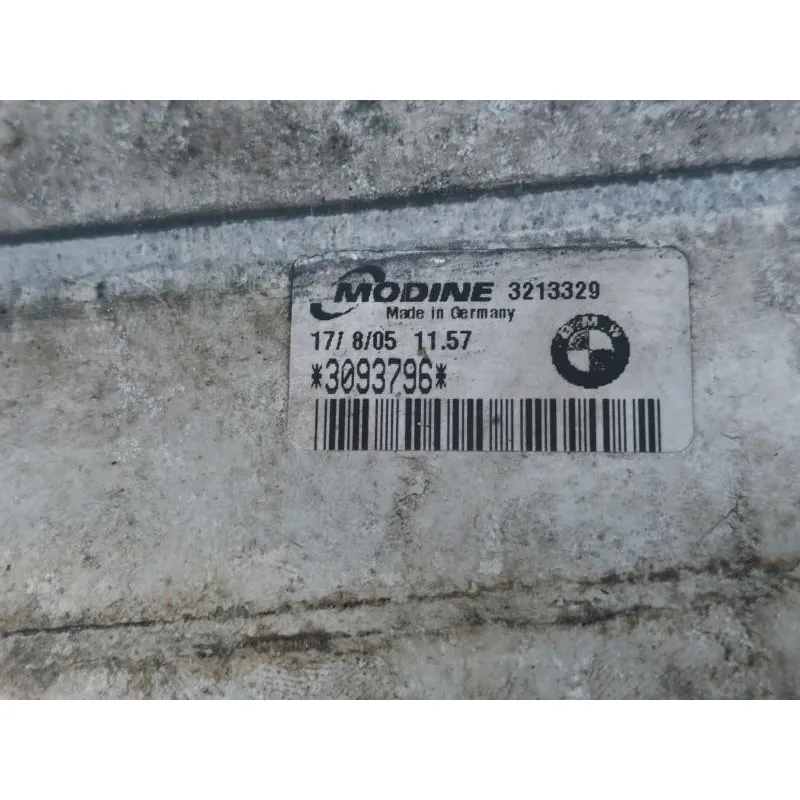 MODINE 3213329
Made in Germany
17/ 8/05 11.57
BMW
*3093796*